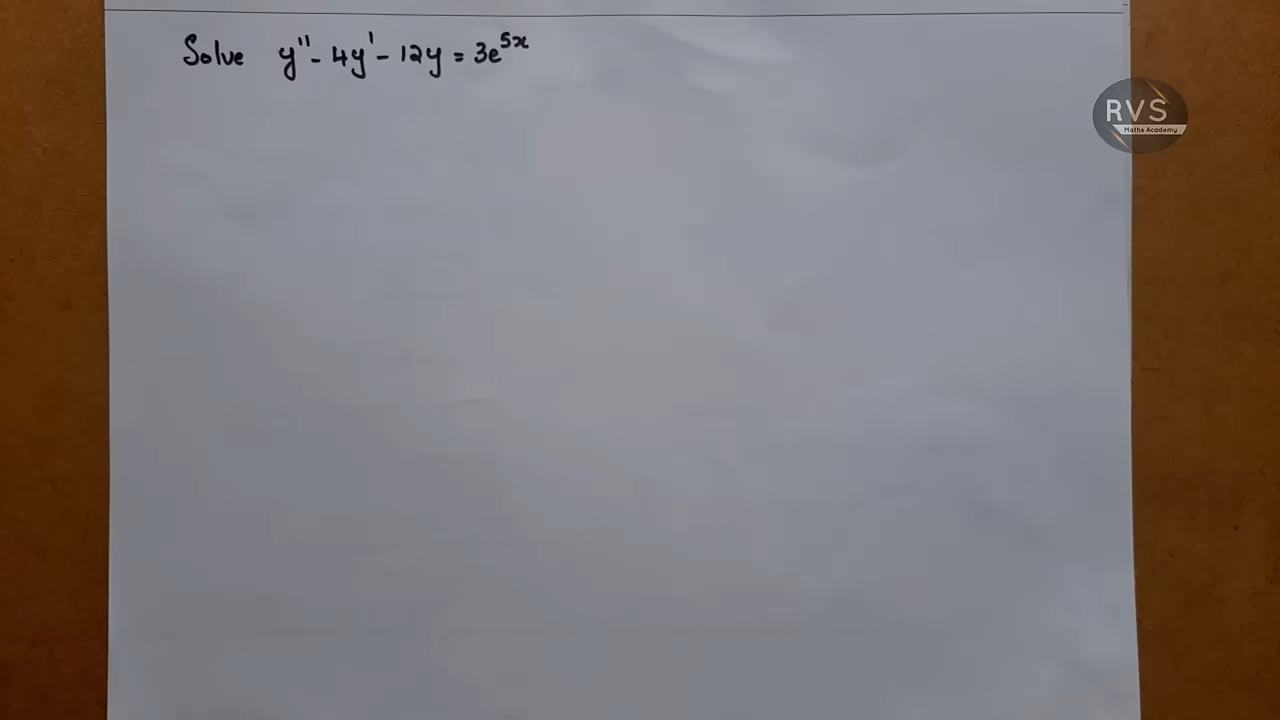 Solve y'' - 4y' - 12y = 3e^{5x}
RVS
Maths Academy